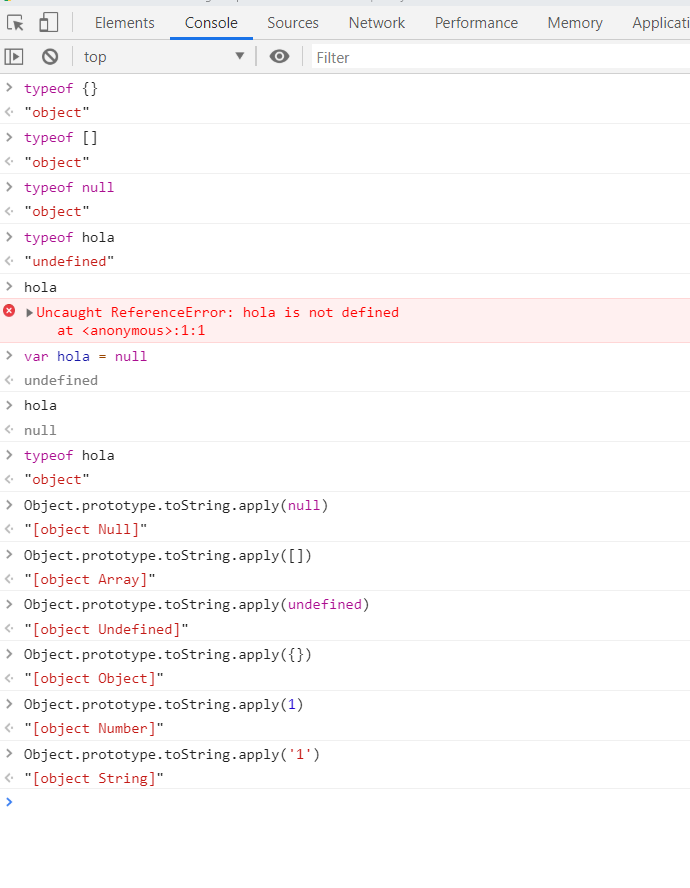 Elements Console Sources Network Performance Memory Applicati
top Filter
typeof {}
"object"
typeof []
"object"
typeof null
"object"
typeof hola
"undefined"
hola
Uncaught ReferenceError: hola is not defined
at <anonymous>:1:1
var hola = null
undefined
hola
null
typeof hola
"object"
Object.prototype.toString.apply(null)
"[object Null]"
Object.prototype.toString.apply([])
"[object Array]"
Object.prototype.toString.apply(undefined)
"[object Undefined]"
Object.prototype.toString.apply({})
"[object Object]"
Object.prototype.toString.apply(1)
"[object Number]"
Object.prototype.toString.apply('1')
"[object String]"